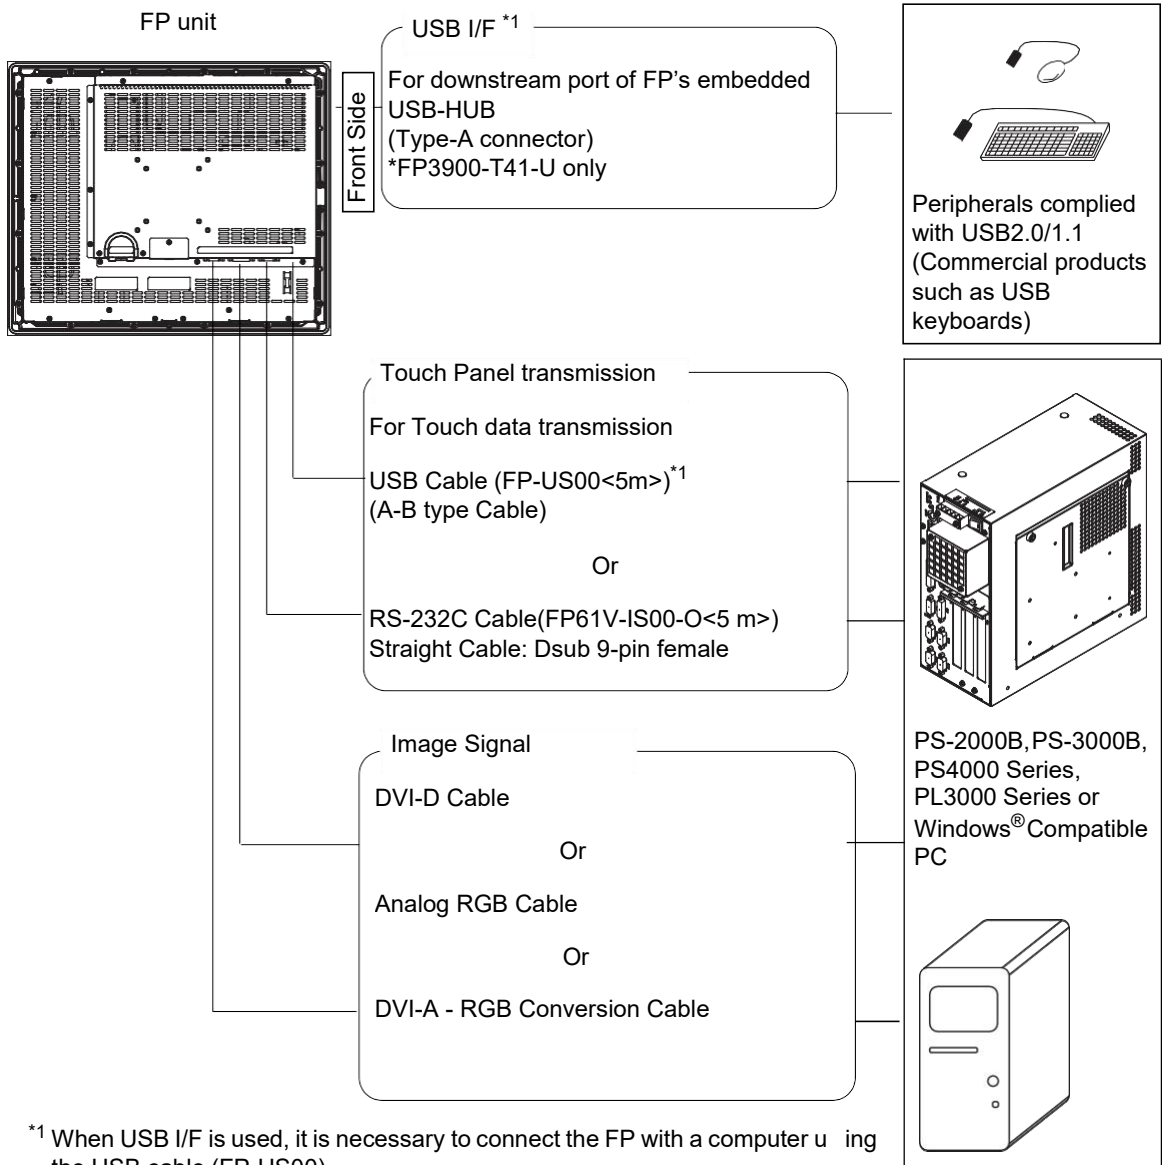 FP unit
USB I/F *1
For downstream port of FP's embedded
USB-HUB
(Type-A connector)
*FP3900-T41-U only
Front Side
Peripherals complied
with USB2.0/1.1
(Commercial products
such as USB
keyboards)
Touch Panel transmission
For Touch data transmission
USB Cable (FP-US00<5m>)*1
(A-B type Cable)
Or
RS-232C Cable(FP61V-IS00-O<5 m>)
Straight Cable: Dsub 9-pin female
PS-2000B,PS-3000B,
PS4000 Series,
PL3000 Series or
Windows® Compatible
PC
Image Signal
DVI-D Cable
Or
Analog RGB Cable
Or
DVI-A - RGB Conversion Cable
*1 When USB I/F is used, it is necessary to connect the FP with a computer u ing
the USB cable (FP-US00)